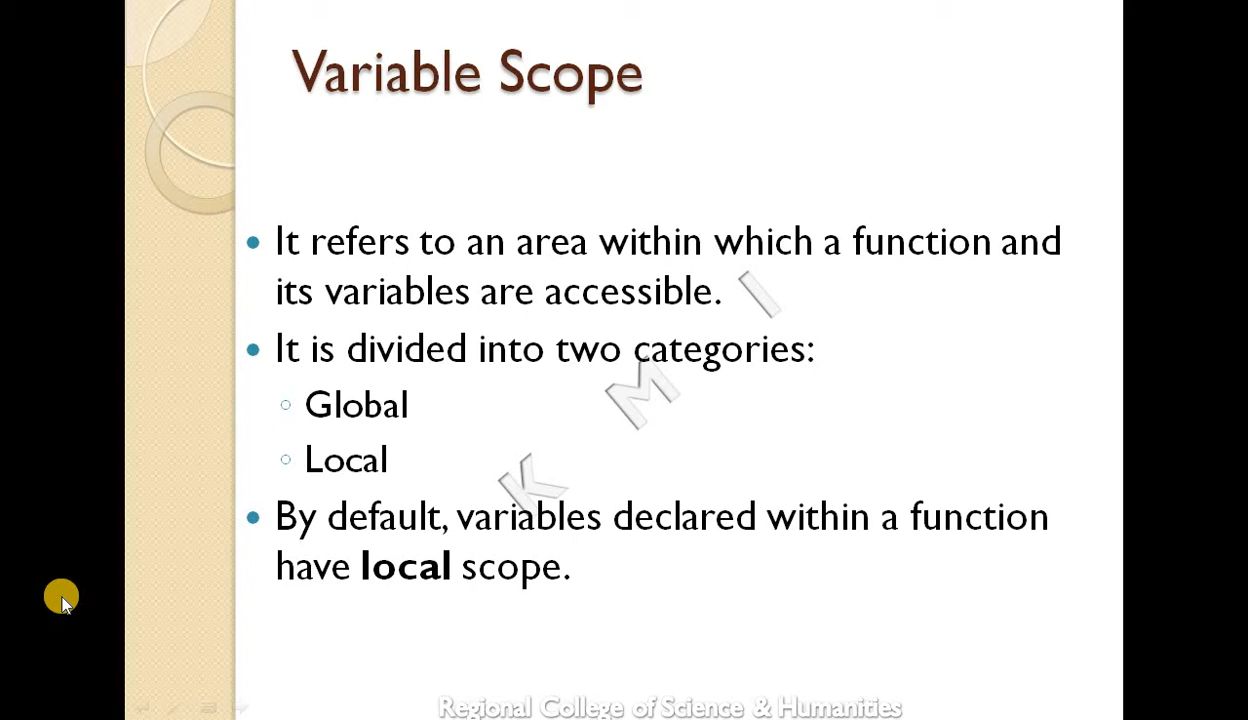 Variable Scope
• It refers to an area within which a function and
its variables are accessible.
• It is divided into two categories:
○ Global
○ Local
• By default, variables declared within a function
have local scope.
K M I
Regional College of Science & Humanities